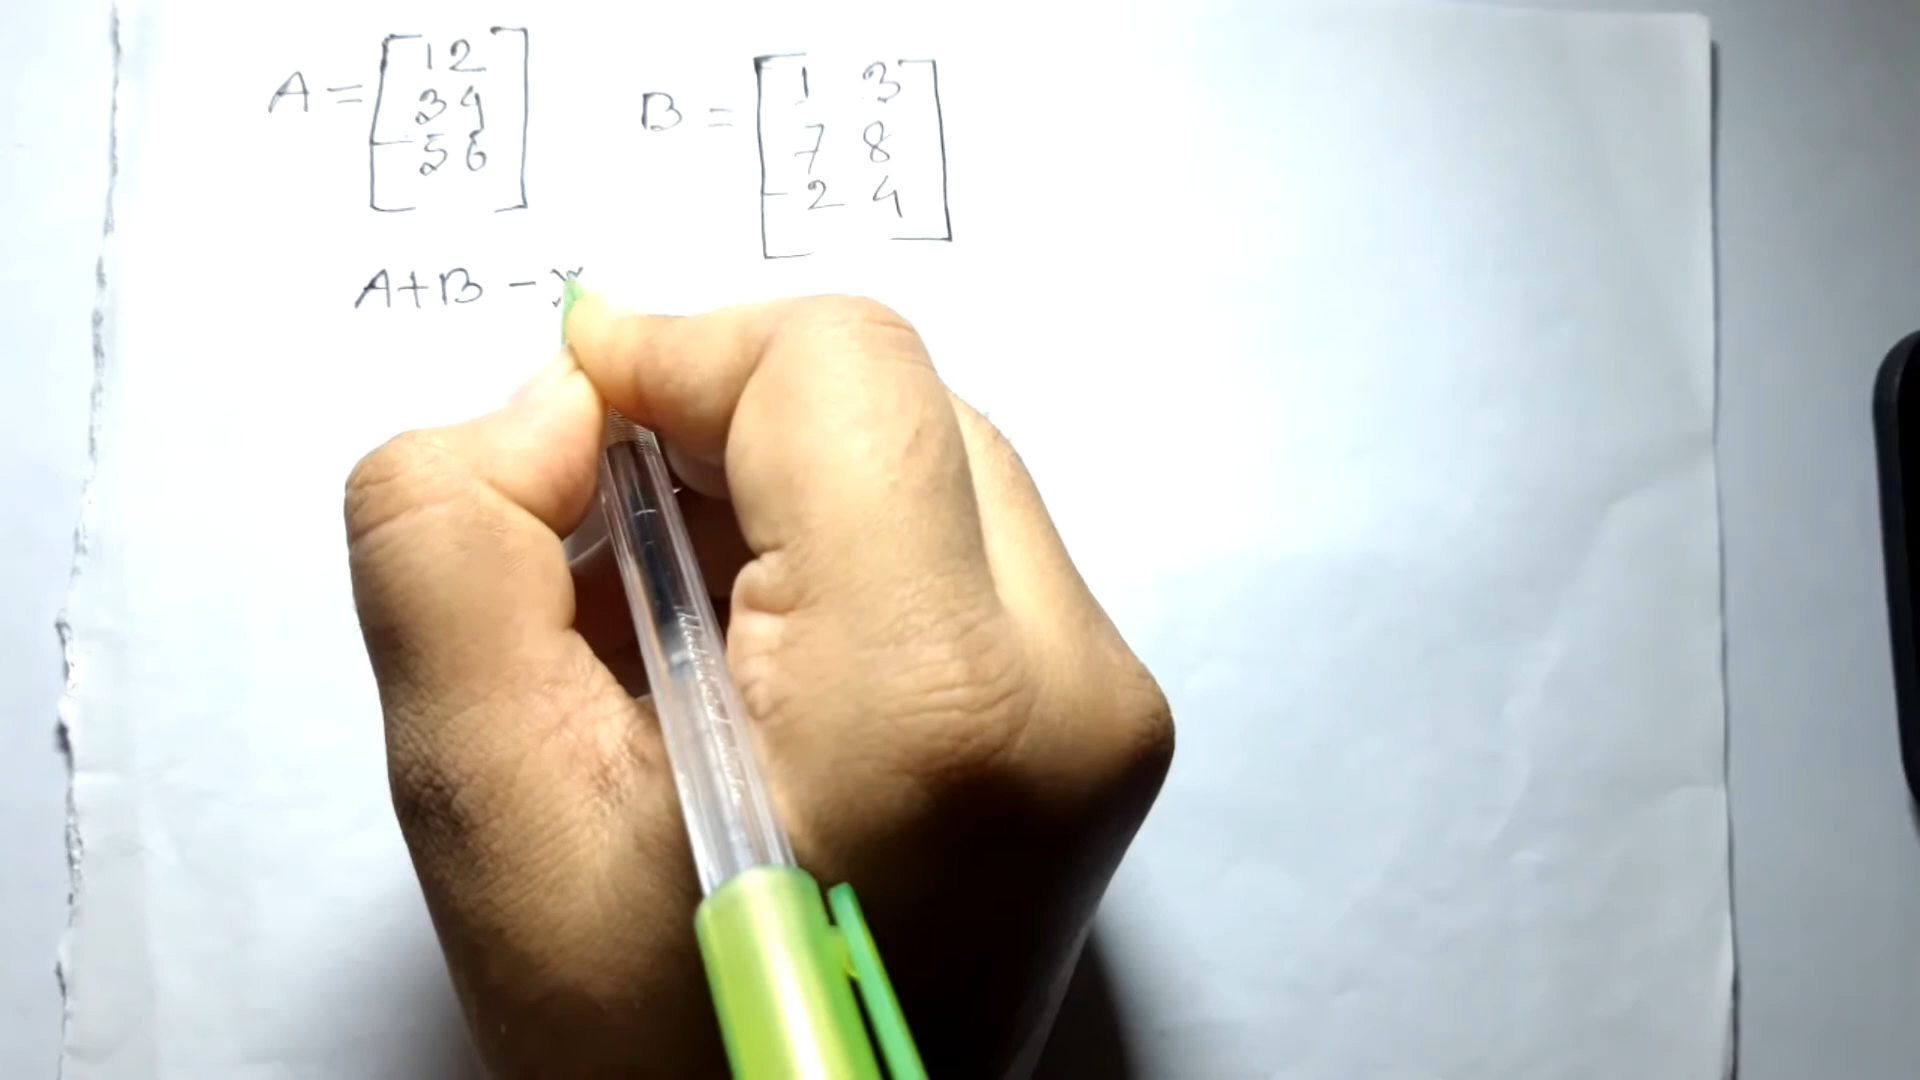 A = [ 1 2
3 4
-5 6 ]
B = [ 1 3
7 8
-2 4 ]
A+B - X